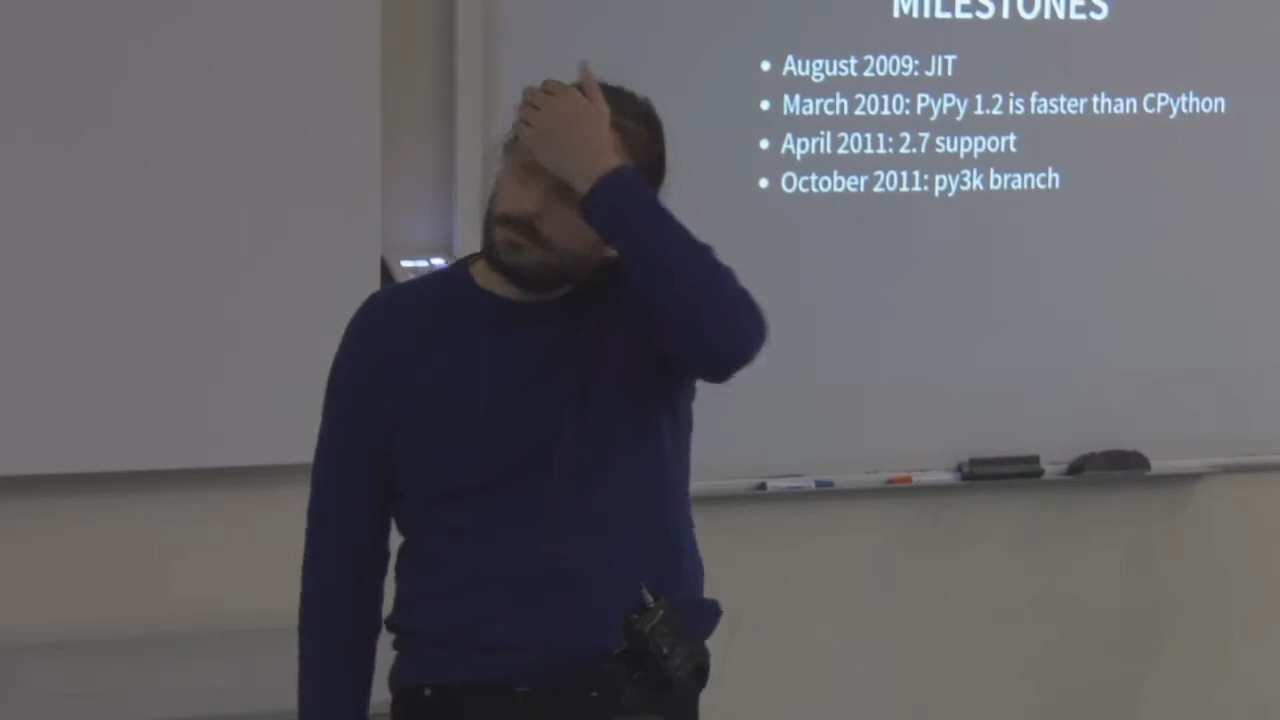 MILESTONES
• August 2009: JIT
• March 2010: PyPy 1.2 is faster than CPython
• April 2011: 2.7 support
• October 2011: py3k branch